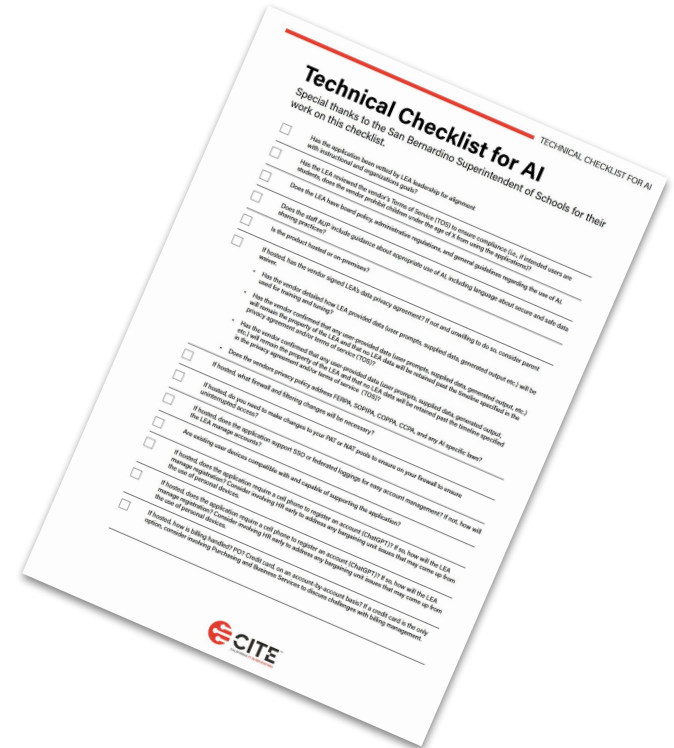 TECHNICAL CHECKLIST FOR AI
Technical Checklist for AI
Special thanks to the San Bernardino Superintendent of Schools for their
work on this checklist.
Has the application been vetted by LEA leadership for alignment
with instructional and organizations goals?
Has the LEA reviewed the vendor's Terms of Service (TOS) to ensure compliance (i.e., if intended users are
students, does the vendor prohibit children under the age of X from using the applications)?
Does the LEA have board policy, administrative regulations, and general guidelines regarding the use of AI,
Does the staff AUP include guidance about appropriate use of AI, including language about secure and safe data
sharing practices?
Is the product hosted or on-premises?
If hosted, has the vendor signed LEA's data privacy agreement? If not and unwilling to do so, consider parent
waiver.
• Has the vendor detailed how LEA provided data (user prompts, supplied data, generated output etc.) will be
used for training and tuning?
• Has the vendor confirmed that any user-provided data (user prompts, supplied data, generated output, etc.)
will remain the property of the LEA and that no LEA data will be retained past the timeline specified in the
privacy agreement and/or terms of service (TOS)?
• Has the vendor confirmed that any user-provided data (user prompts, supplied data, generated output,
etc.) will remain the property of the LEA and that no LEA data will be retained past the timeline specified
in the privacy agreement and/or terms of service (TOS)?
• Does the vendors privacy policy address FERPA, SOPIPA, COPPA, CCPA, and any AI specific laws?
If hosted, what firewall and filtering changes will be necessary?
If hosted, do you need to make changes to your PAT or NAT pools to ensure on your firewall to ensure
uninterrupted access?
If hosted, does the application support SSO or federated loggings for easy account management? If not, how will
the LEA manage accounts?
Are existing user devices compatible with and capable of supporting the application?
If hosted, does the application require a cell phone to register an account (ChatGPT)? If so, how will the LEA
manage registration? Consider involving HR early to address any bargaining unit issues that may come up from
the use of personal devices.
If hosted, does the application require a cell phone to register an account (ChatGPT)? If so, how will the LEA
manage registration? Consider involving HR early to address any bargaining unit issues that may come up from
the use of personal devices.
If hosted, how is billing handled? PO? Credit card, on an account-by-account basis? If a credit card is the only
option, consider involving Purchasing and Business Services to discuss challenges with billing management.
CITE